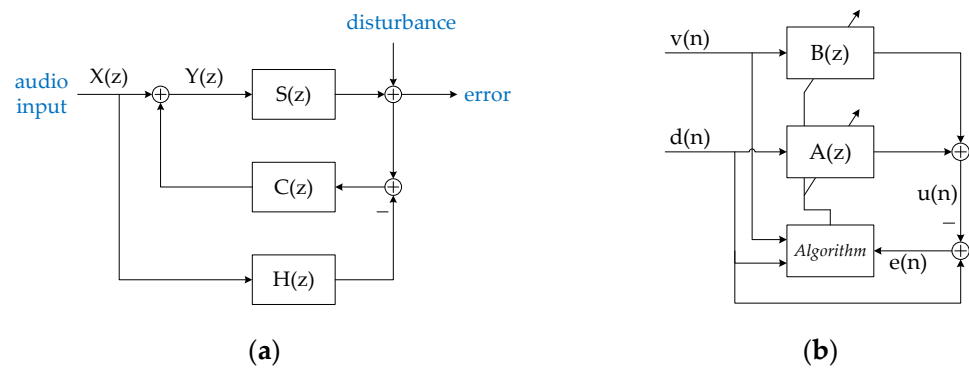 disturbance
X(z)
Y(z)
S(z)
audio
input
error
C(z)
−
H(z)
(a)
v(n)
B(z)
d(n)
A(z)
u(n)
−
Algorithm
e(n)
(b)